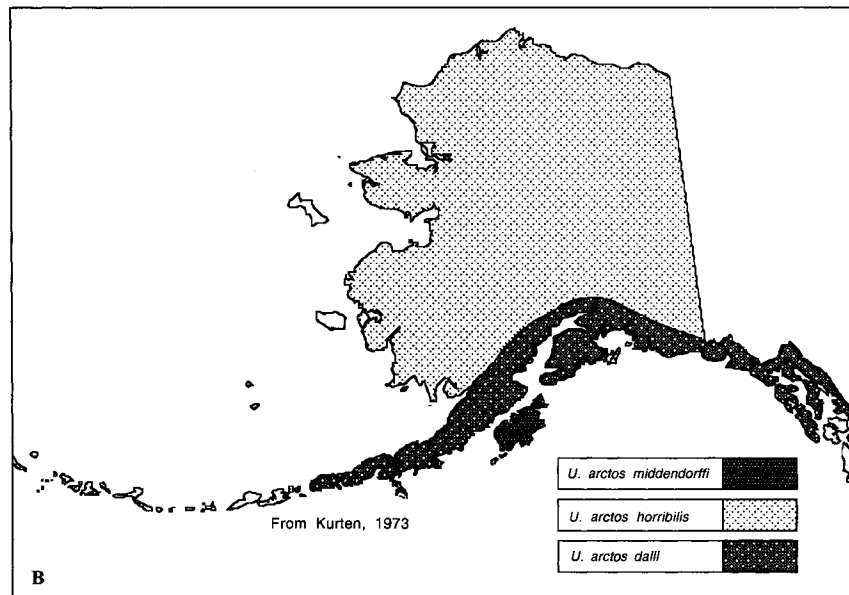 U. arctos middendorffi
U. arctos horribilis
U. arctos dalli
From Kurten, 1973
B